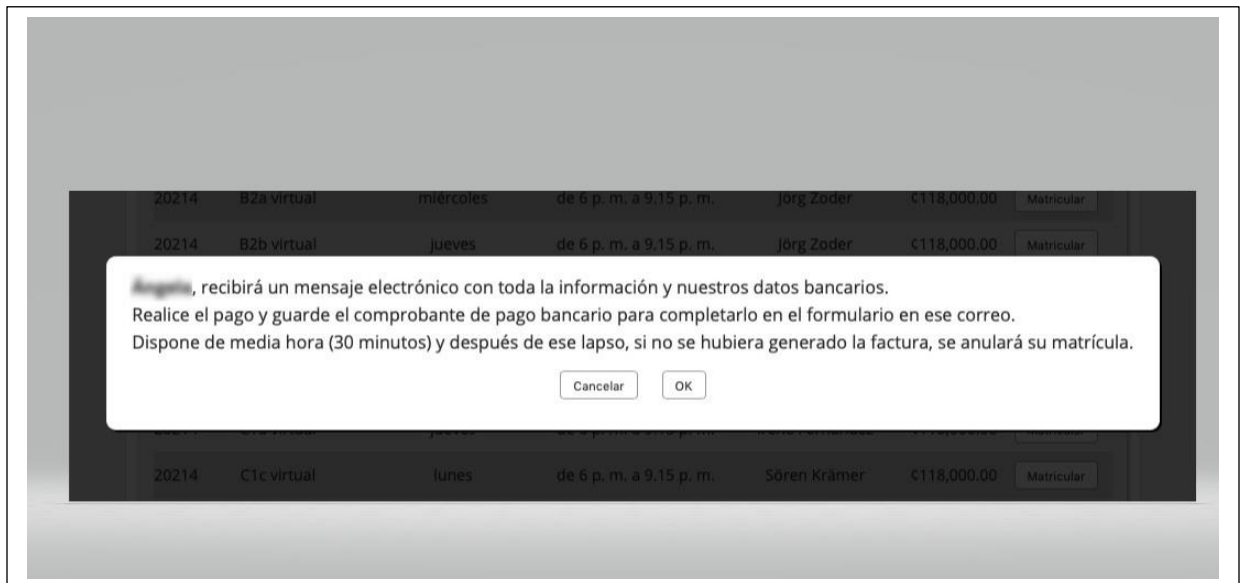 20214 B2a virtual miércoles de 6 p. m. a 9.15 p. m. Jörg Zoder ¢118,000.00 Matricular
20214 B2b virtual jueves de 6 p. m. a 9.15 p. m. Jörg Zoder ¢118,000.00 Matricular
, recibirá un mensaje electrónico con toda la información y nuestros datos bancarios.
Realice el pago y guarde el comprobante de pago bancario para completarlo en el formulario en ese correo.
Dispone de media hora (30 minutos) y después de ese lapso, si no se hubiera generado la factura, se anulará su matrícula.
Cancelar OK
20214 C1c virtual lunes de 6 p. m. a 9.15 p. m. Sören Krämer ¢118,000.00 Matricular